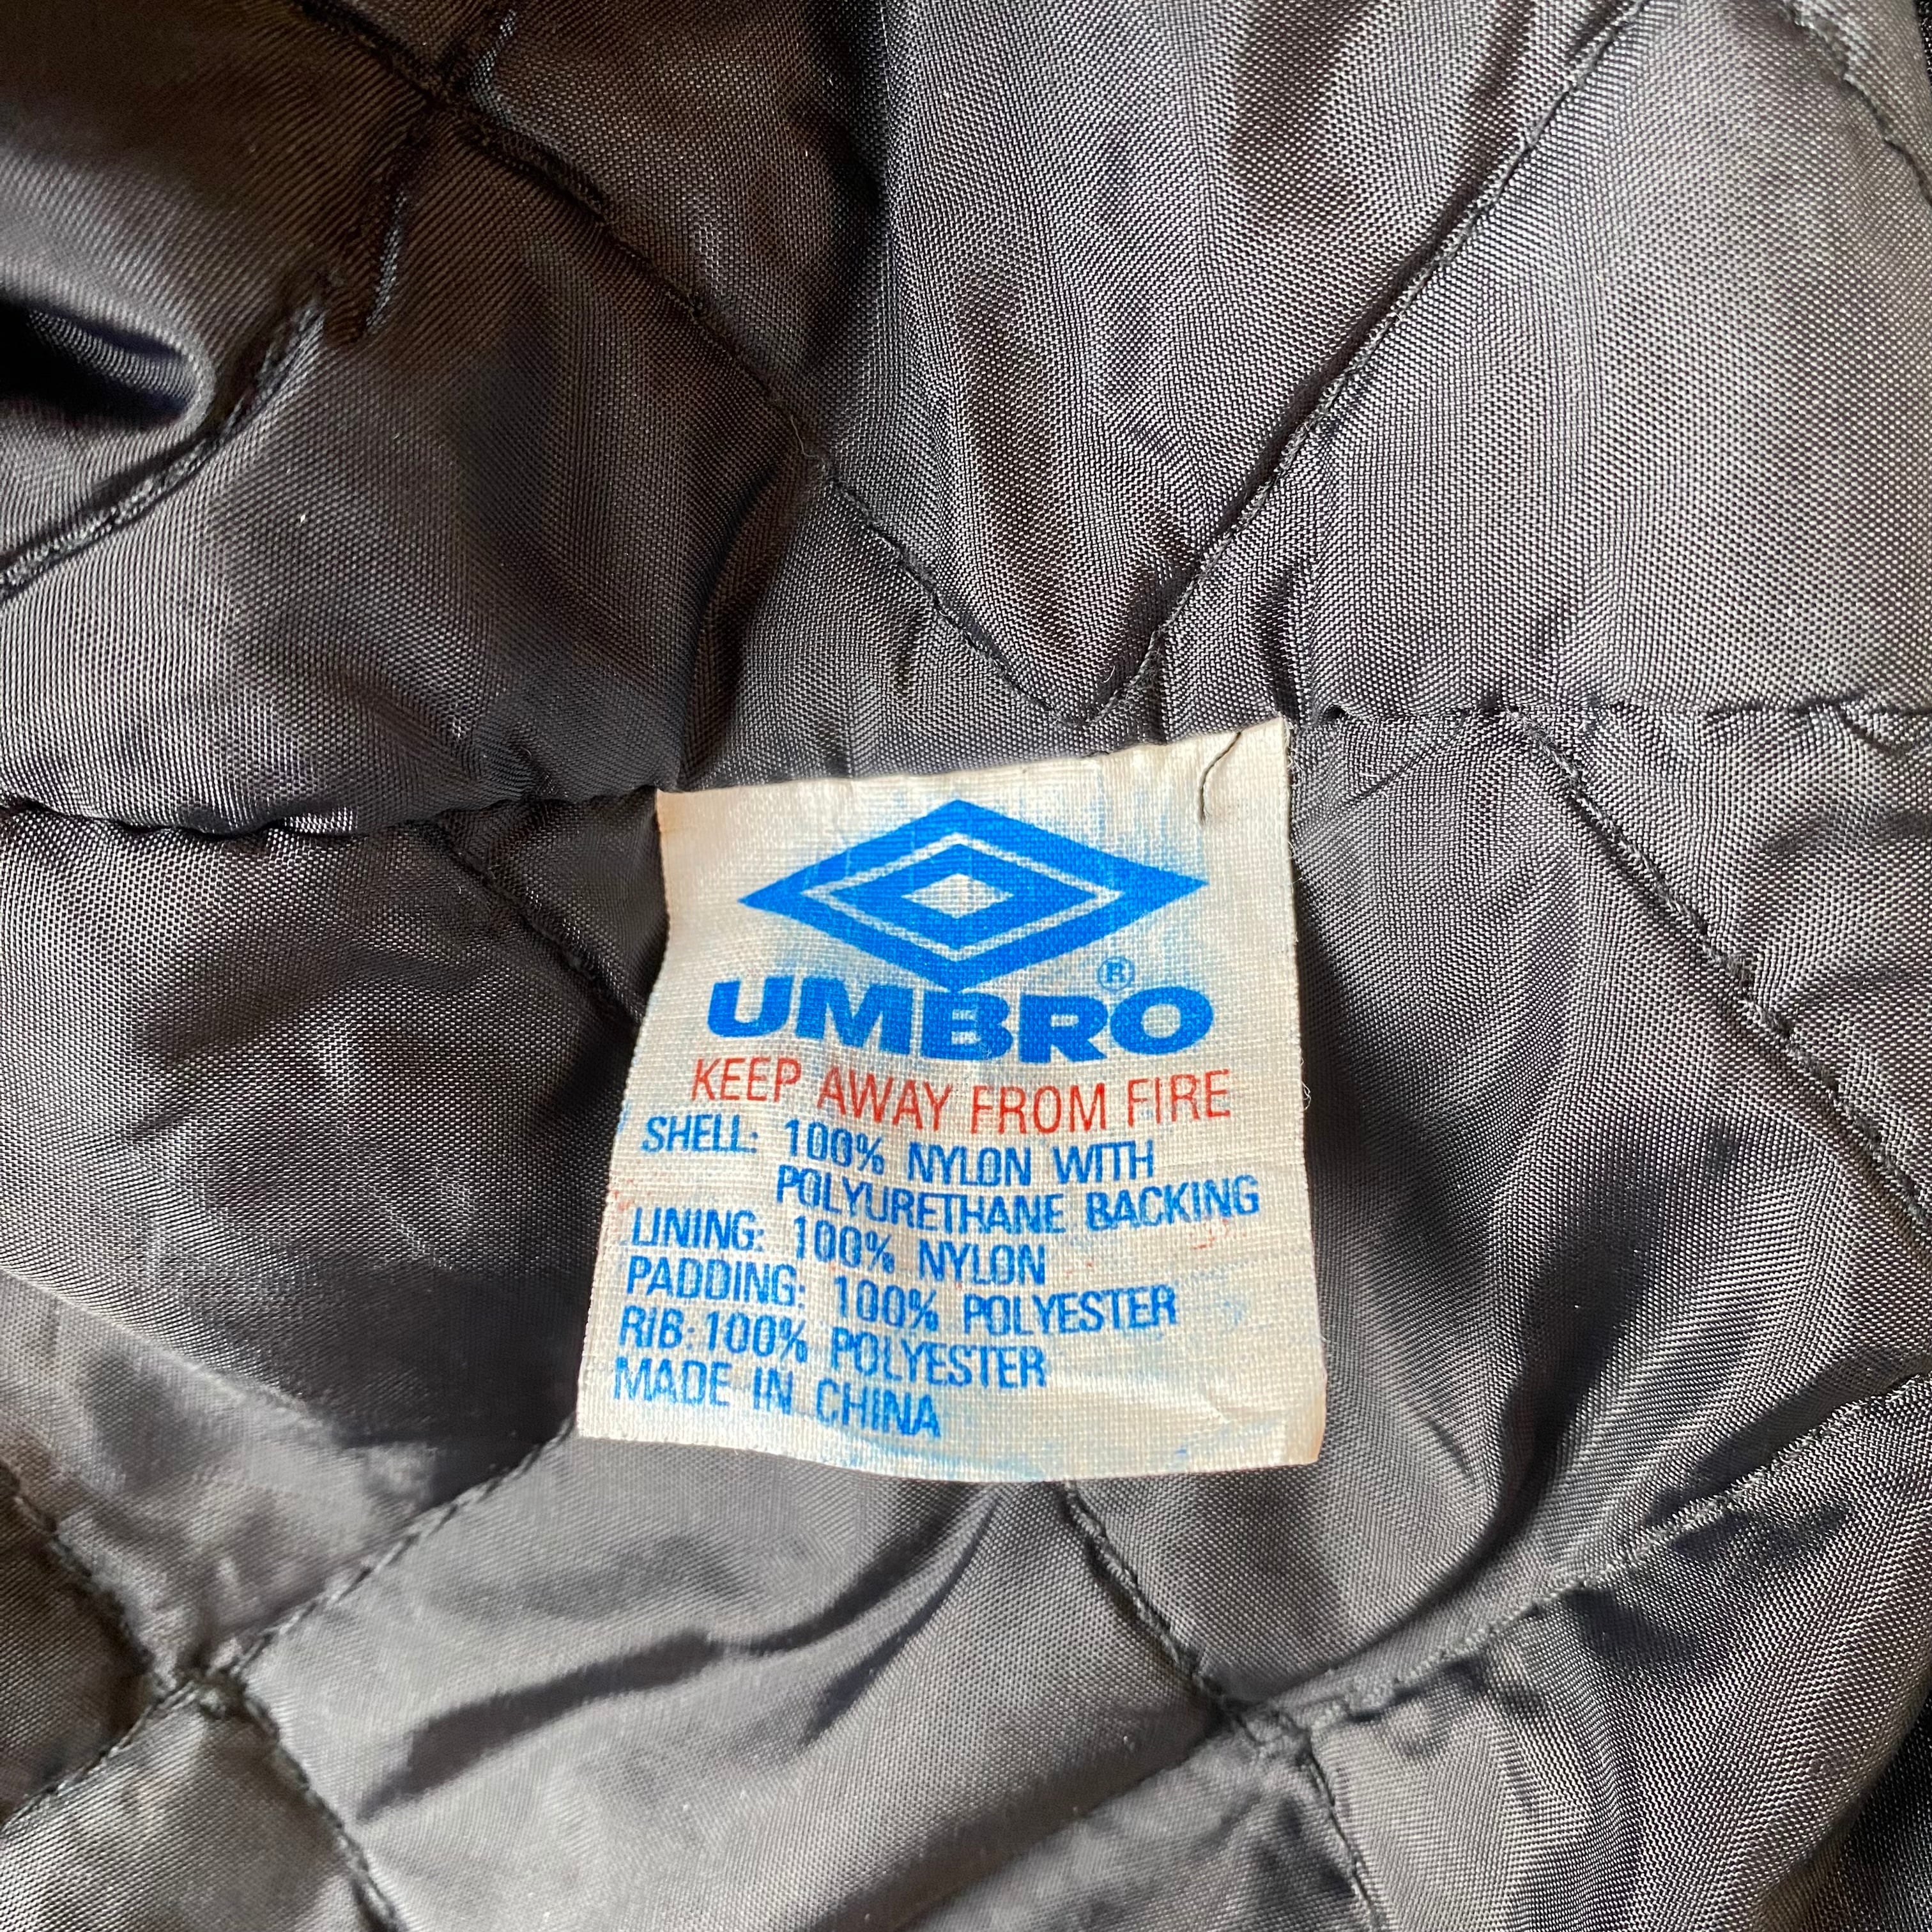 UMBRO®
KEEP AWAY FROM FIRE
SHELL: 100% NYLON WITH
POLYURETHANE BACKING
LINING: 100% NYLON
PADDING: 100% POLYESTER
RIB: 100% POLYESTER
MADE IN CHINA